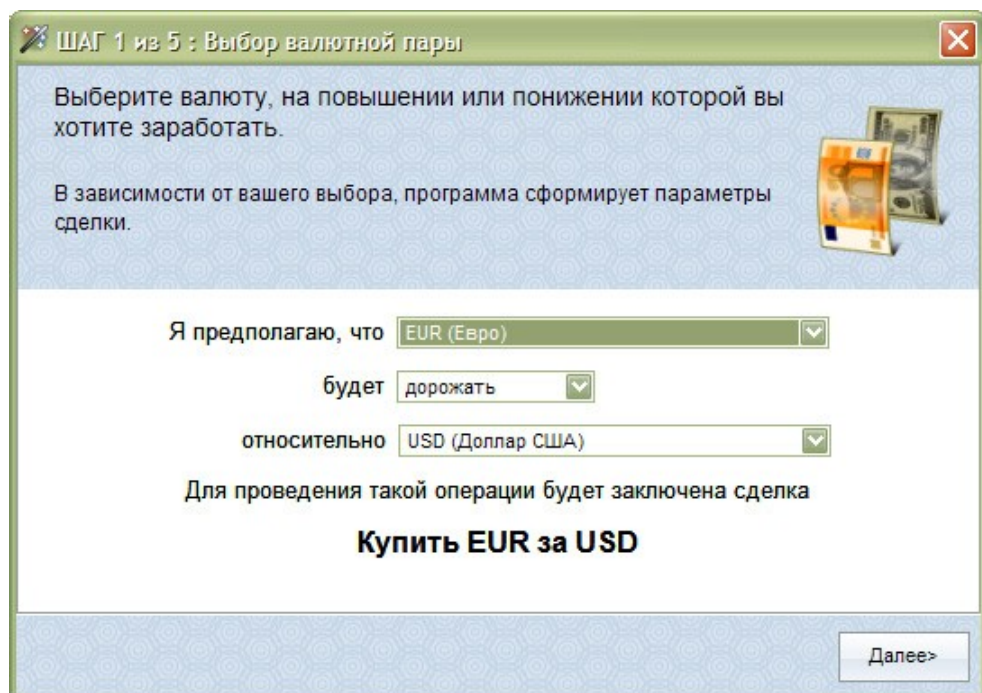 ШАГ 1 из 5 : Выбор валютной пары
Выберите валюту, на повышении или понижении которой вы
хотите заработать.
В зависимости от вашего выбора, программа сформирует параметры
сделки.
Я предполагаю, что EUR (Евро)
будет дорожать
относительно USD (Доллар США)
Для проведения такой операции будет заключена сделка
Купить EUR за USD
Далее>